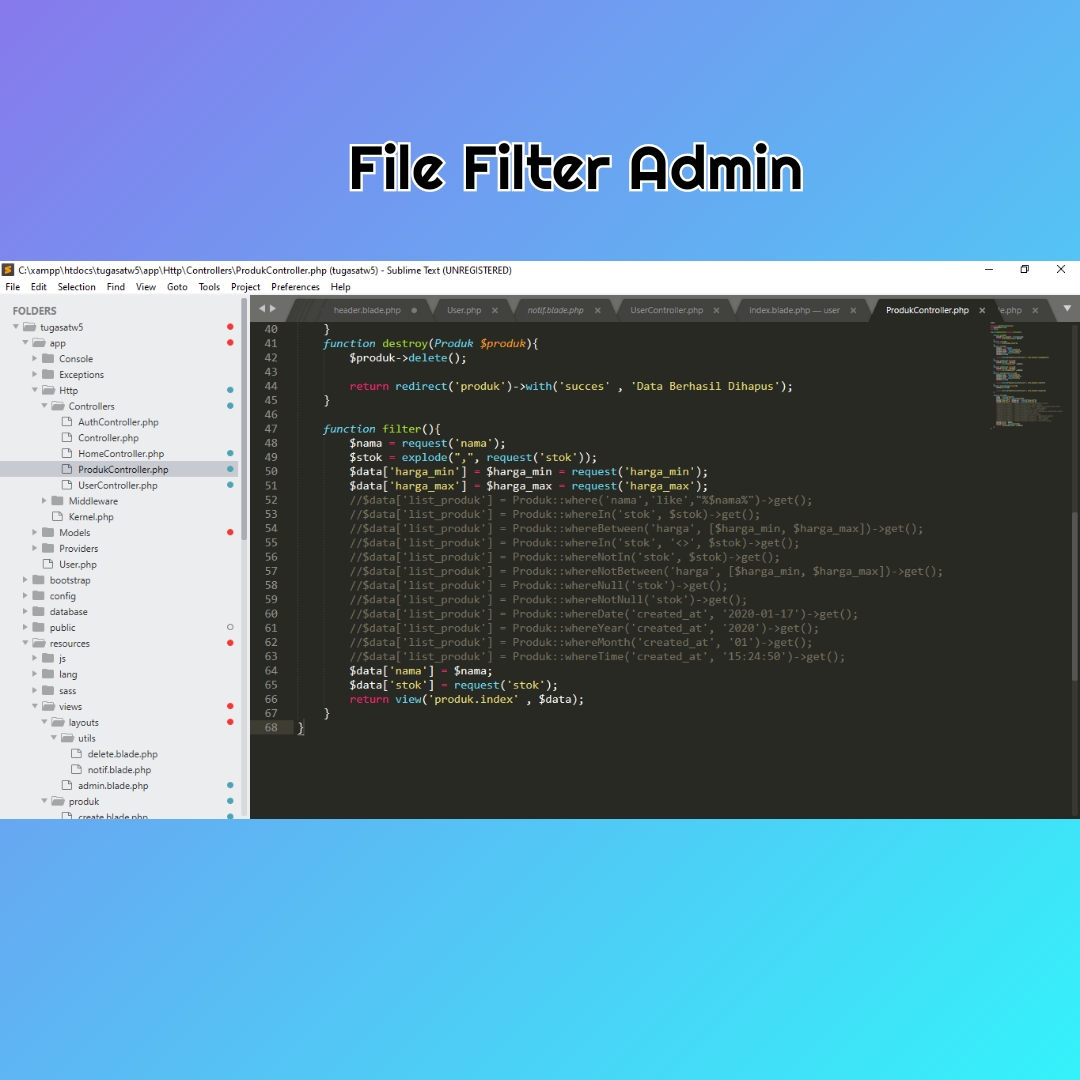 File Filter Admin
C:\xampp\htdocs\tugasatw5\app\Http\Controllers\ProdukController.php (tugasatw5) - Sublime Text (UNREGISTERED)
File Edit Selection Find View Goto Tools Project Preferences Help
FOLDERS
tugasatw5
app
Console
Exceptions
Http
Controllers
AuthController.php
Controller.php
HomeController.php
ProdukController.php
UserController.php
Middleware
Kernel.php
Models
Providers
User.php
bootstrap
config
database
public
resources
js
lang
sass
views
layouts
utils
delete.blade.php
notif.blade.php
admin.blade.php
produk
create.blade.php
header.blade.php User.php notif.blade.php UserController.php index.blade.php — user ProdukController.php e.php
40 }
41 function destroy(Produk $produk){
42 $produk->delete();
43
44 return redirect('produk')->with('succes' , 'Data Berhasil Dihapus');
45 }
46
47 function filter(){
48 $nama = request('nama');
49 $stok = explode(",", request('stok'));
50 $data['harga_min'] = $harga_min = request('harga_min');
51 $data['harga_max'] = $harga_max = request('harga_max');
52 //$data['list_produk'] = Produk::where('nama','like',"%$nama%")->get();
53 //$data['list_produk'] = Produk::whereIn('stok', $stok)->get();
54 //$data['list_produk'] = Produk::whereBetween('harga', [$harga_min, $harga_max])->get();
55 //$data['list_produk'] = Produk::whereIn('stok', '<>', $stok)->get();
56 //$data['list_produk'] = Produk::whereNotIn('stok', $stok)->get();
57 //$data['list_produk'] = Produk::whereNotBetween('harga', [$harga_min, $harga_max])->get();
58 //$data['list_produk'] = Produk::whereNull('stok')->get();
59 //$data['list_produk'] = Produk::whereNotNull('stok')->get();
60 //$data['list_produk'] = Produk::whereDate('created_at', '2020-01-17')->get();
61 //$data['list_produk'] = Produk::whereYear('created_at', '2020')->get();
62 //$data['list_produk'] = Produk::whereMonth('created_at', '01')->get();
63 //$data['list_produk'] = Produk::whereTime('created_at', '15:24:50')->get();
64 $data['nama'] = $nama;
65 $data['stok'] = request('stok');
66 return view('produk.index' , $data);
67 }
68 }